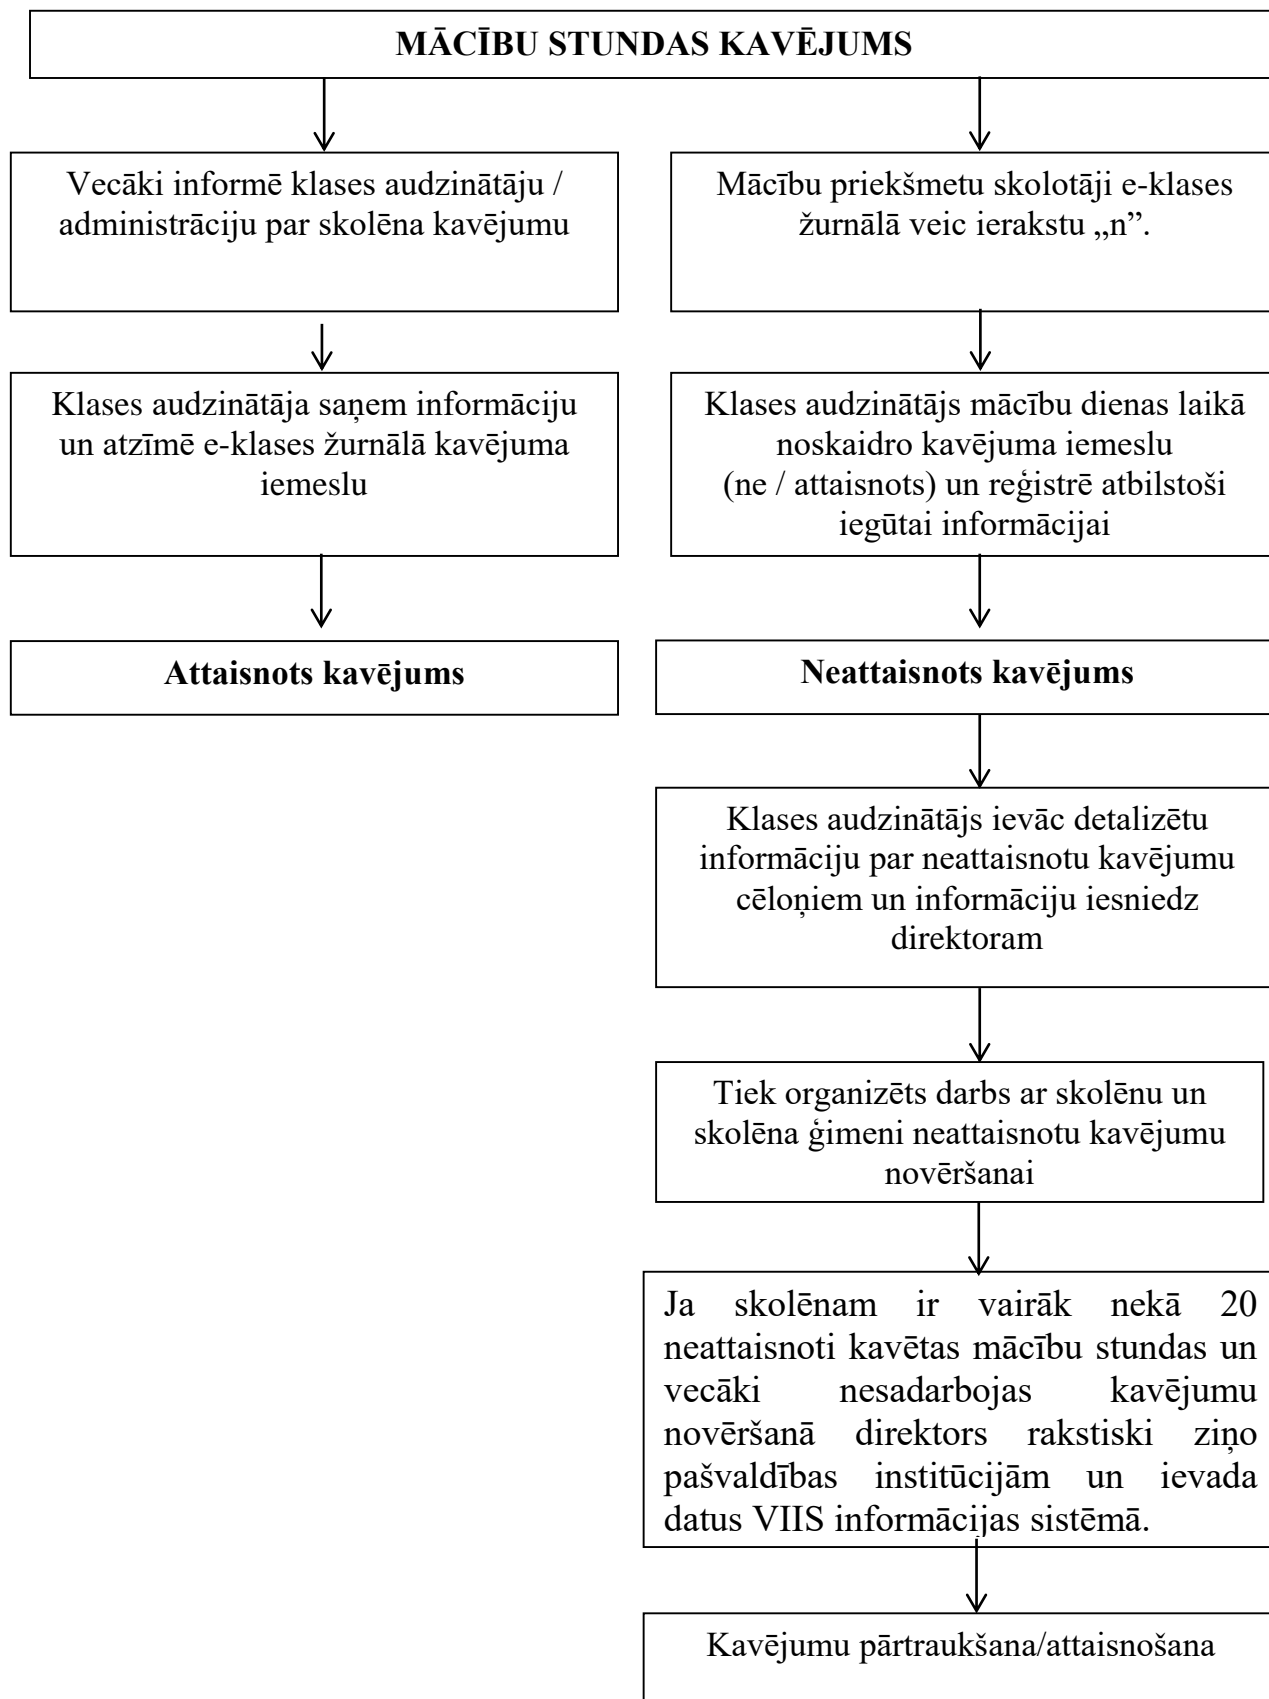 MĀCĪBU STUNDAS KAVĒJUMS
Vecāki informē klases audzinātāju /
administrāciju par skolēna kavējumu
Mācību priekšmetu skolotāji e-klases
žurnālā veic ierakstu „n”.
Klases audzinātāja saņem informāciju
un atzīmē e-klases žurnālā kavējuma
iemeslu
Klases audzinātājs mācību dienas laikā
noskaidro kavējuma iemeslu
(ne / attaisnots) un reģistrē atbilstoši
iegūtai informācijai
Attaisnots kavējums
Neattaisnots kavējums
Klases audzinātājs ievāc detalizētu
informāciju par neattaisnotu kavējumu
cēloņiem un informāciju iesniedz
direktoram
Tiek organizēts darbs ar skolēnu un
skolēna ģimeni neattaisnotu kavējumu
novēršanai
Ja skolēnam ir vairāk nekā 20
neattaisnoti kavētas mācību stundas un
vecāki nesadarbojas kavējumu
novēršanā direktors rakstiski ziņo
pašvaldības institūcijām un ievada
datus VIIS informācijas sistēmā.
Kavējumu pārtraukšana/attaisnošana